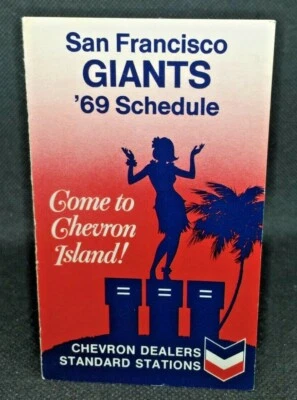 San Francisco
GIANTS
'69 Schedule
Come to
Chevron
Island!
CHEVRON DEALERS
STANDARD STATIONS